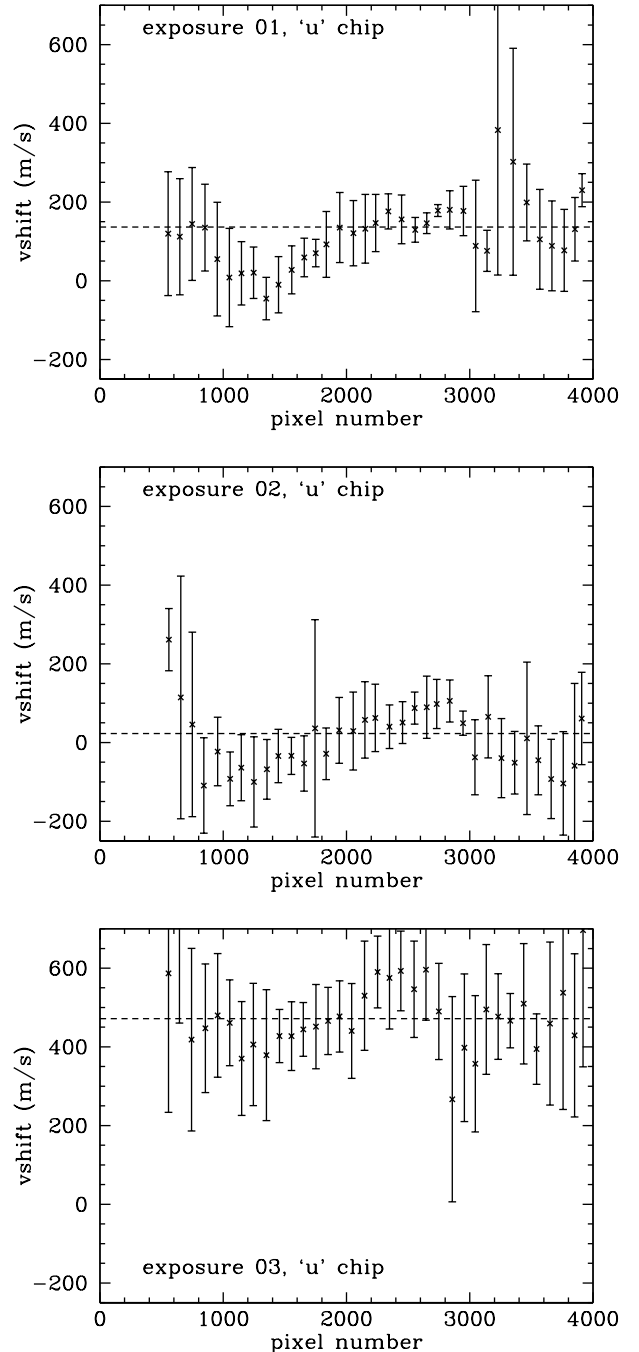 exposure 01, ‘u’ chip
600
400
200
0
−200
vshift (m/s)
0 1000 2000 3000 4000
pixel number
exposure 02, ‘u’ chip
600
400
200
0
−200
vshift (m/s)
0 1000 2000 3000 4000
pixel number
600
400
200
0
−200
vshift (m/s)
exposure 03, ‘u’ chip
0 1000 2000 3000 4000
pixel number